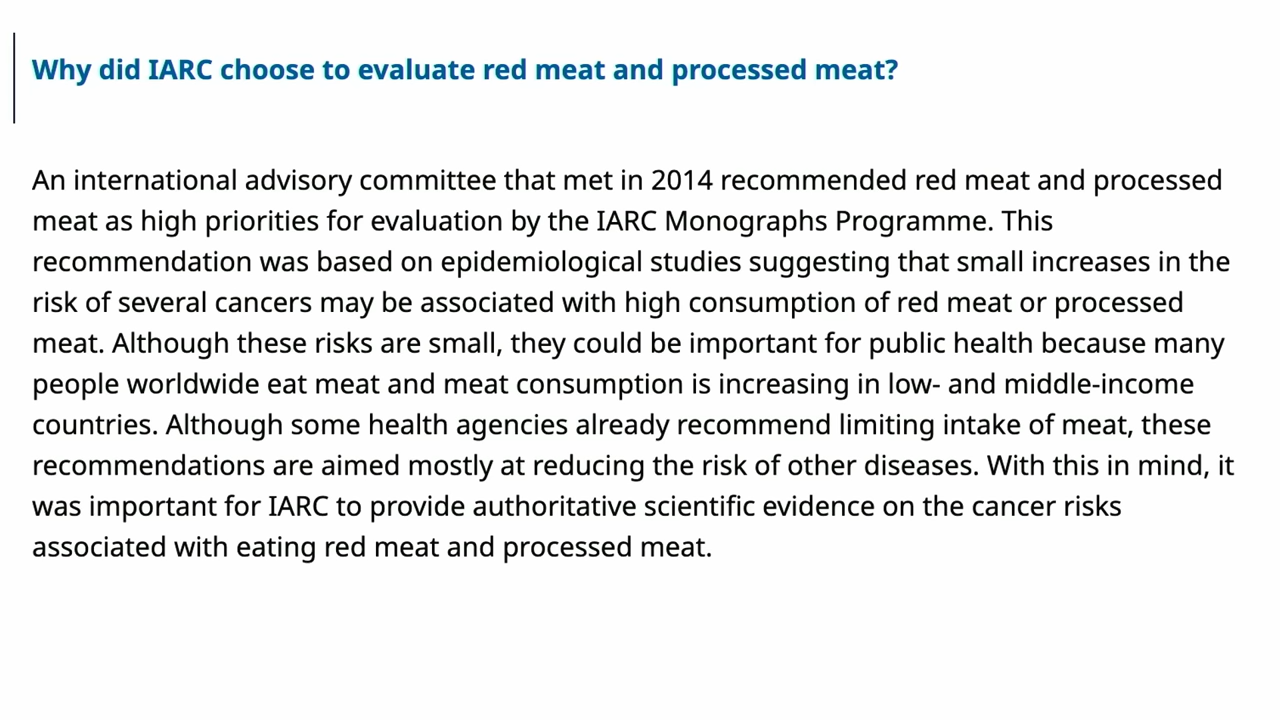 Why did IARC choose to evaluate red meat and processed meat?
An international advisory committee that met in 2014 recommended red meat and processed
meat as high priorities for evaluation by the IARC Monographs Programme. This
recommendation was based on epidemiological studies suggesting that small increases in the
risk of several cancers may be associated with high consumption of red meat or processed
meat. Although these risks are small, they could be important for public health because many
people worldwide eat meat and meat consumption is increasing in low- and middle-income
countries. Although some health agencies already recommend limiting intake of meat, these
recommendations are aimed mostly at reducing the risk of other diseases. With this in mind, it
was important for IARC to provide authoritative scientific evidence on the cancer risks
associated with eating red meat and processed meat.